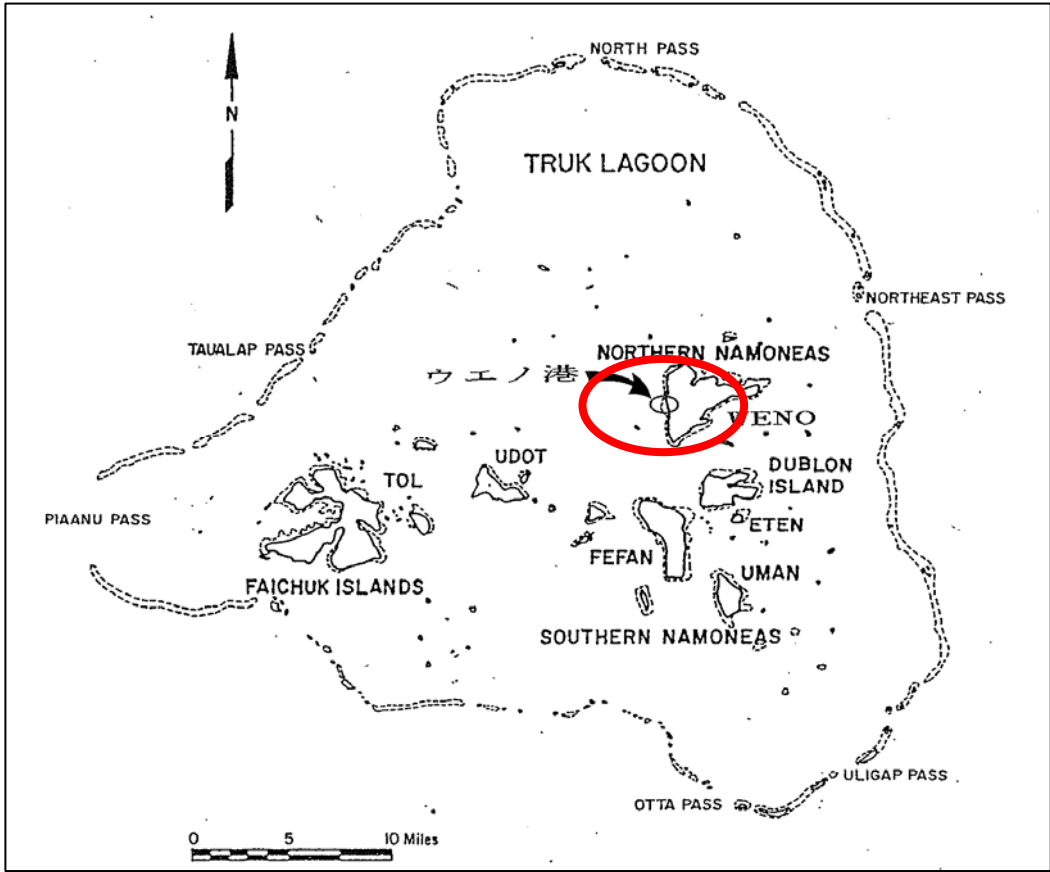 NORTH PASS
N
TRUK LAGOON
NORTHEAST PASS
TAUALAP PASS
NORTHERN NAMONEAS
ウエノ港
WENO
UDOT
TOL
DUBLON
ISLAND
PIAANU PASS
ETEN
FEFAN
FAICHUK ISLANDS
UMAN
SOUTHERN NAMONEAS
ULIGAP PASS
OTTA PASS
0 5 10 Miles